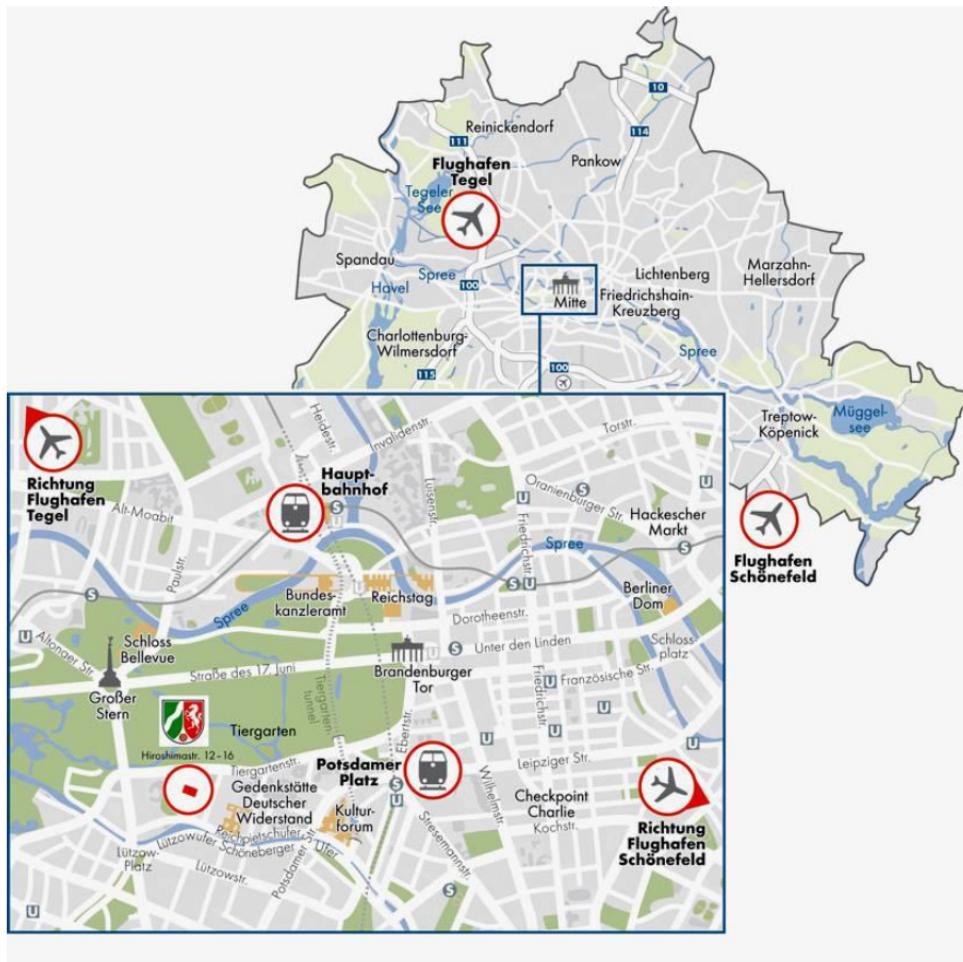 10
114
111
Reinickendorf
Pankow
Flughafen
Tegel
Tegeler
See
Spandau
Spree
Havel
100
Mitte
Lichtenberg
Friedrichshain-
Kreuzberg
Marzahn-
Hellersdorf
Charlottenburg-
Wilmersdorf
115
100
Spree
Treptow-
Köpenick
Müggel-
see
Flughafen
Schönefeld
Richtung
Flughafen
Tegel
Heidestr.
Invalidenstr.
Torstr.
Haupt-
bahnhof
S
U
Luisenstr.
Oranienburger Str.
Hackescher
Markt
Alt-Moabit
Paulstr.
Friedrichstr.
Spree
Spree
Bundes-
kanzleramt
Reichstag
Berliner
Dom
Dorotheenstr.
Altonaer Str.
Schloss
Bellevue
Unter den Linden
Schloss
platz
Straße des 17. Juni
Brandenburger
Tor
Französische Str.
Großer
Stern
Tiergarten-
tunnel
Friedrichstr.
Tiergarten
Ebertstr.
Hiroshimastr. 12–16
Tiergartenstr.
Potsdamer
Platz
Leipziger Str.
Gedenkstätte
Deutscher
Widerstand
Kultur-
forum
Wilhelmstr.
Checkpoint
Charlie
Kochstr.
Reichpietschufer
Lützowufer
Schöneberger Ufer
Potsdamer Str.
Stresemannstr.
Lützow-
Platz
Lützowstr.
Richtung
Flughafen
Schönefeld